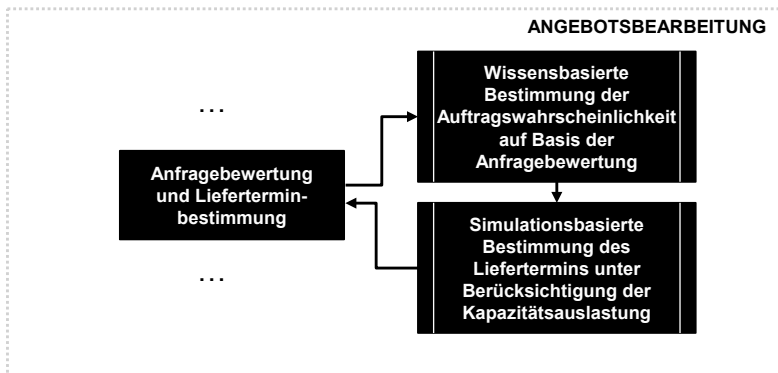 ANGEBOTSBEARBEITUNG
Wissensbasierte
Bestimmung der
Auftragswahrscheinlichkeit
auf Basis der
Anfragebewertung
...
Anfragebewertung
und Liefertermin-
bestimmung
...
Simulationsbasierte
Bestimmung des
Liefertermins unter
Berücksichtigung der
Kapazitätsauslastung